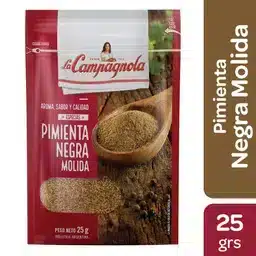 La Campagnola
AROMA, SABOR Y CALIDAD
ESPECIAS
PIMIENTA
NEGRA
MOLIDA
PESO NETO 25 g
INDUSTRIA ARGENTINA
Pimienta
Negra Molida
25
grs